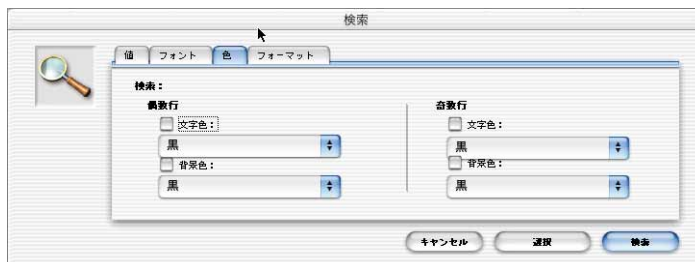 検索
値 フォント 色 フォーマット
検索：
偶数行
文字色：
黒
背景色：
黒
奇数行
文字色：
黒
背景色：
黒
キャンセル 選択 検索